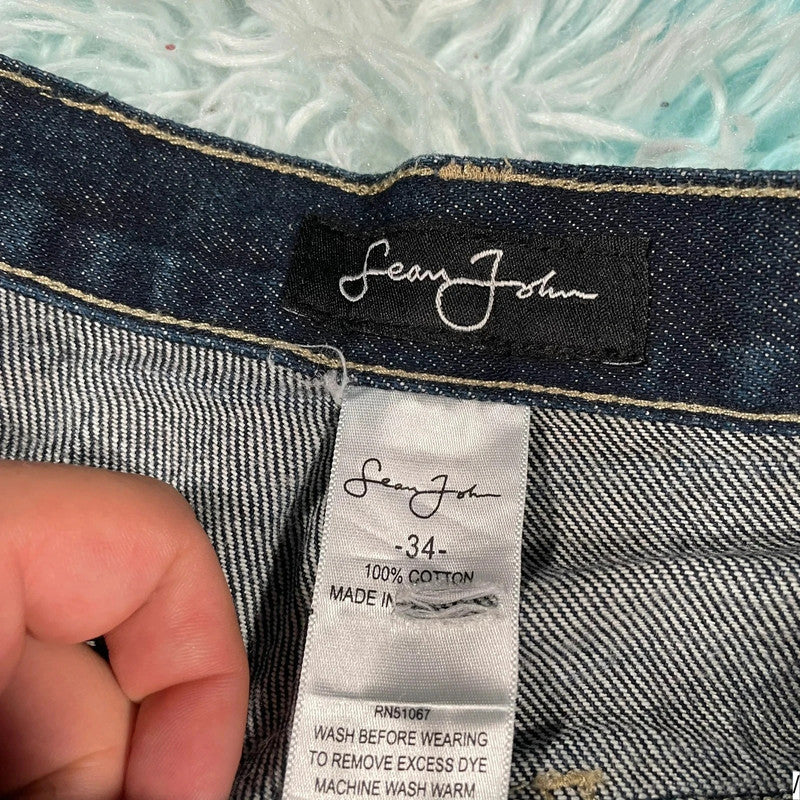 Sean John
Sean John
-34-
100% COTTON
MADE IN
RN51067
WASH BEFORE WEARING
TO REMOVE EXCESS DYE
MACHINE WASH WARM